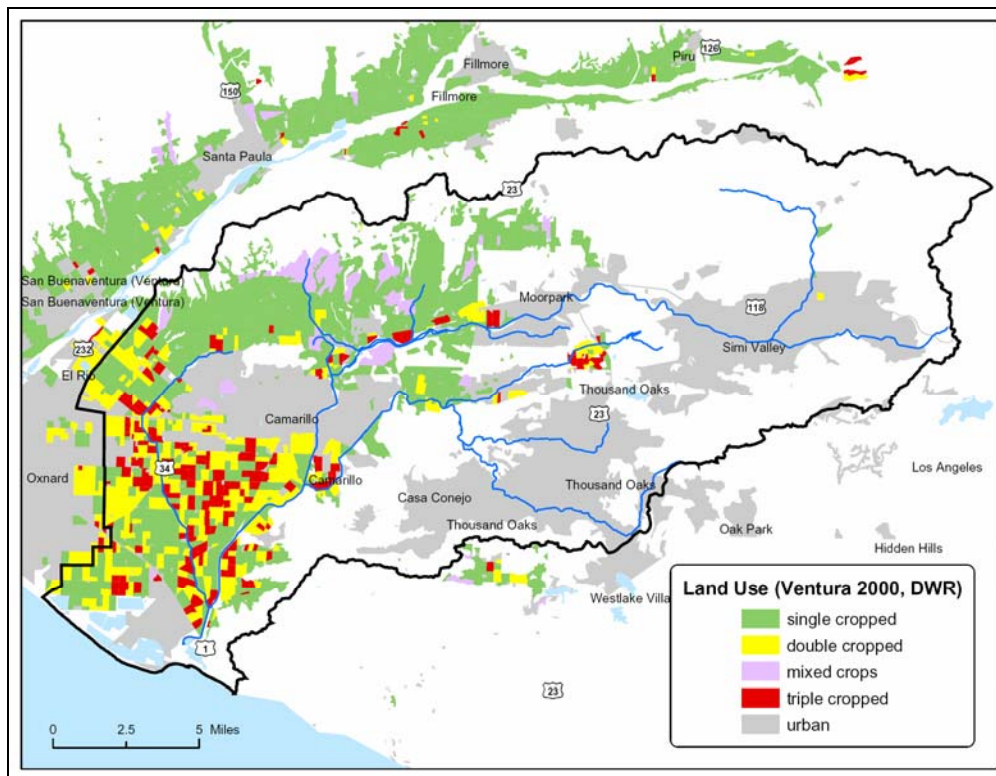 126
Piru
Fillmore
150
Fillmore
Santa Paula
23
San Buenaventura (Ventura)
San Buenaventura (Ventura)
Moorpark
118
232
El Rio
Simi Valley
Thousand Oaks
23
Camarillo
34
Camarillo
Oxnard
Casa Conejo
Thousand Oaks
Los Angeles
Thousand Oaks
Oak Park
Hidden Hills
Westlake Villa
1
23
0 2.5 5 Miles
Land Use (Ventura 2000, DWR)
single cropped
double cropped
mixed crops
triple cropped
urban